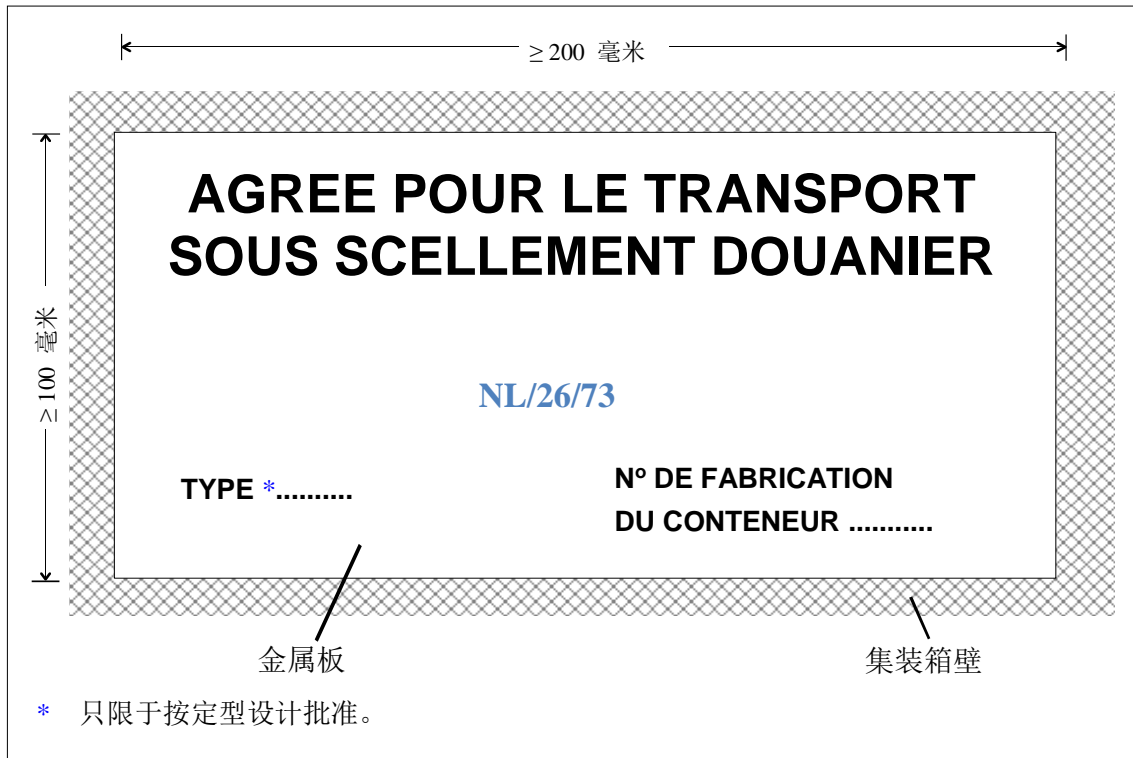 ≥ 200 毫米
≥ 100 毫米
AGREE POUR LE TRANSPORT
SOUS SCELLEMENT DOUANIER
NL/26/73
TYPE *..........
Nº DE FABRICATION
DU CONTENEUR ...........
金属板
集装箱壁
* 只限于按定型设计批准。